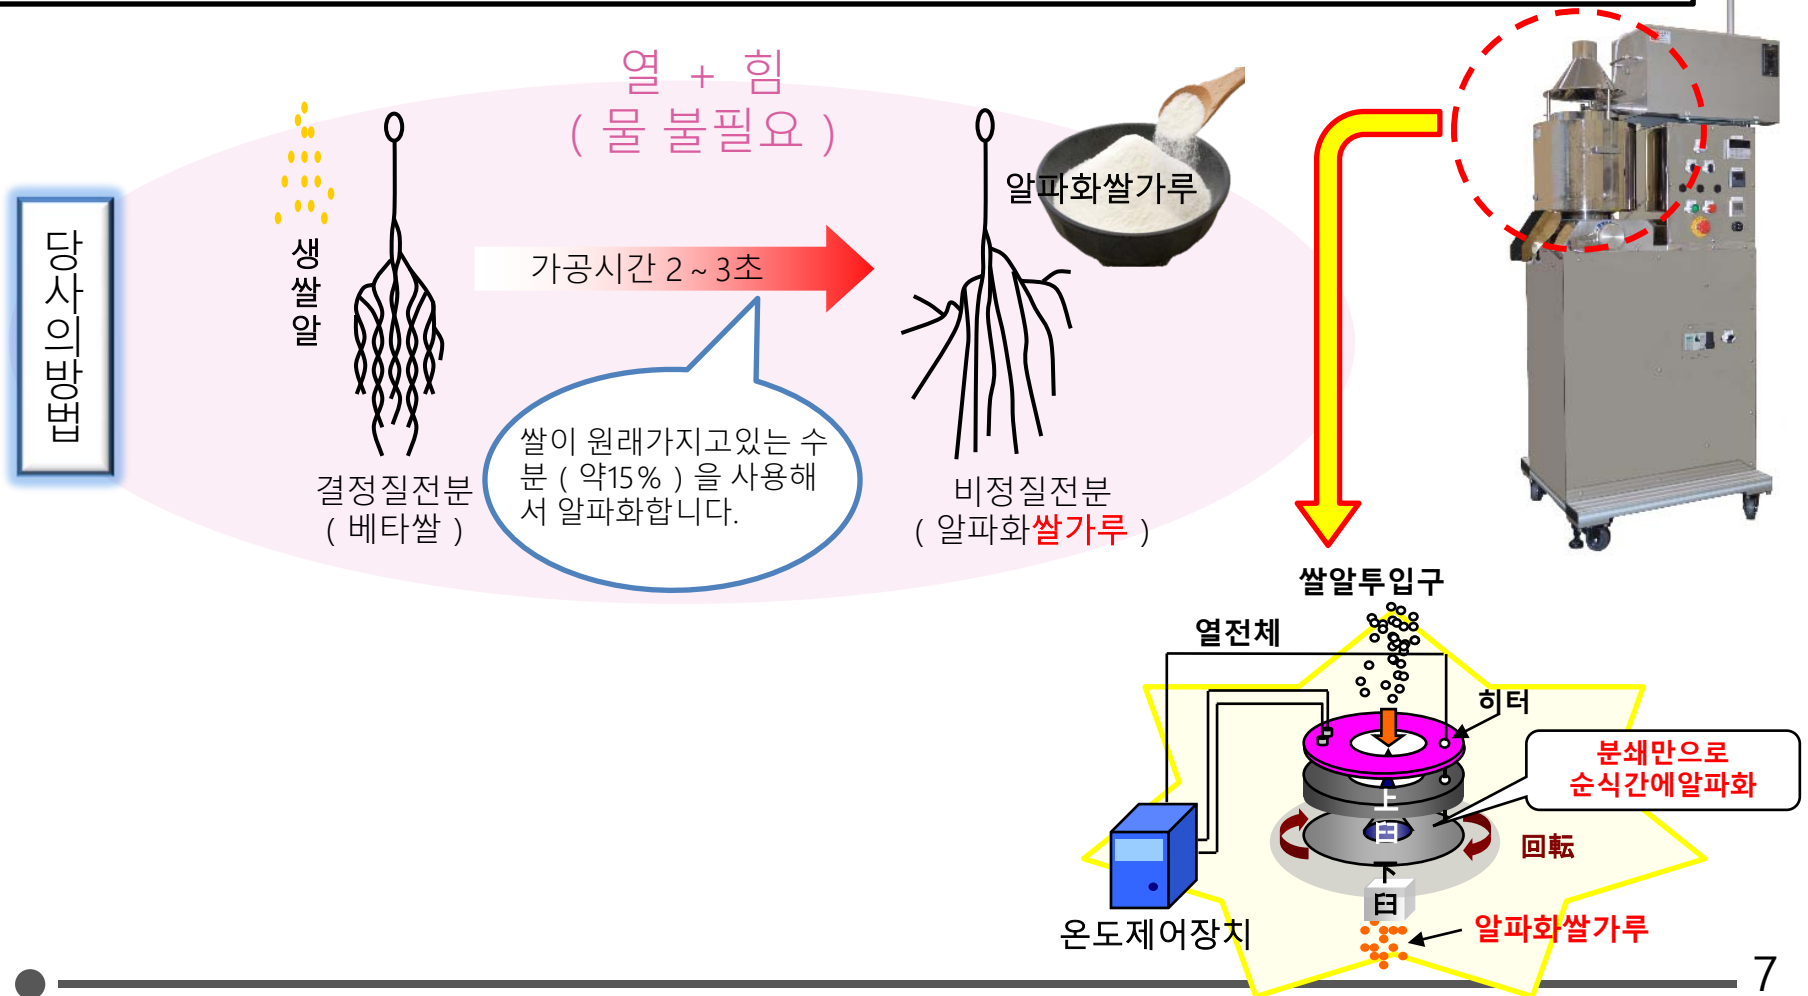 열 + 힘
( 물 불필요 )
당사의방법
생쌀알
가공시간 2 ~ 3초
알파화쌀가루
쌀이 원래가지고있는 수
분 ( 약15% ) 을 사용해
서 알파화합니다.
결정질전분
( 베타쌀 )
비정질전분
( 알파화쌀가루 )
쌀알투입구
열전체
히터
분쇄만으로
순식간에알파화
上臼
回転
下臼
온도제어장치
알파화쌀가루
7